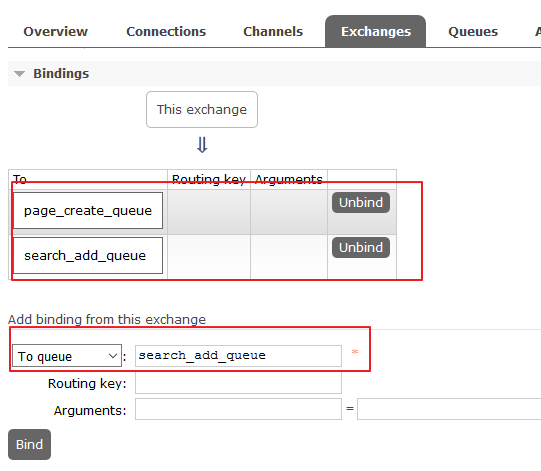 Overview Connections Channels Exchanges Queues A
Bindings
This exchange
⇓
To Routing key Arguments
page_create_queue Unbind
search_add_queue Unbind
Add binding from this exchange
To queue : search_add_queue *
Routing key:
Arguments: =
Bind